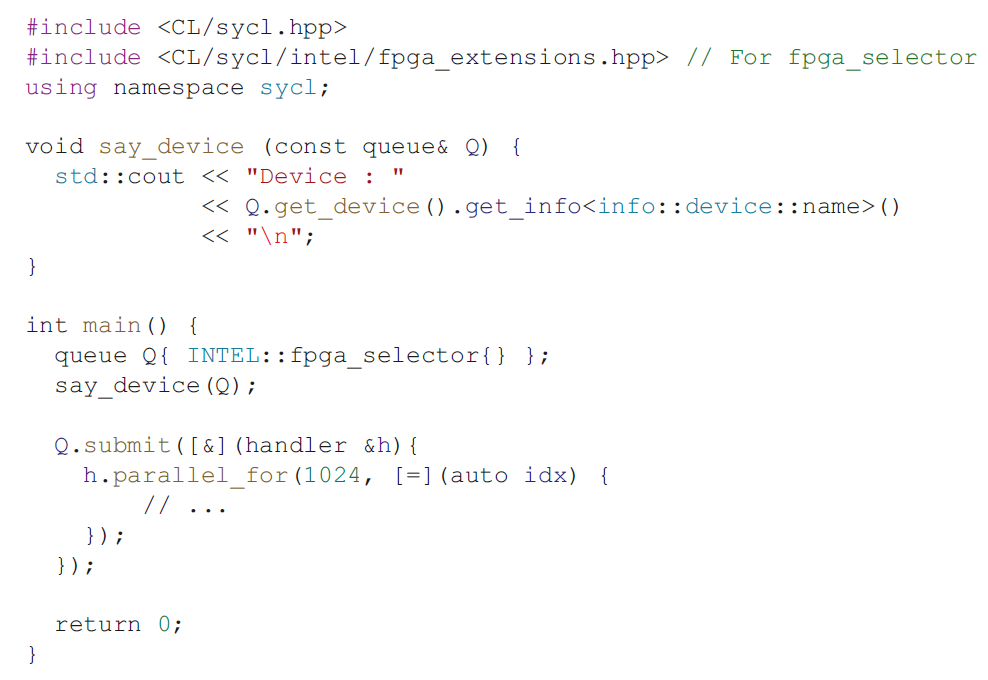 #include <CL/sycl.hpp>
#include <CL/sycl/intel/fpga_extensions.hpp> // For fpga_selector
using namespace sycl;

void say_device (const queue& Q) {
  std::cout << "Device : "
            << Q.get_device().get_info<info::device::name>()
            << "\n";
}

int main() {
  queue Q{ INTEL::fpga_selector{} };
  say_device(Q);

  Q.submit([&](handler &h){
    h.parallel_for(1024, [=](auto idx) {
        // ...
    });
  });

  return 0;
}